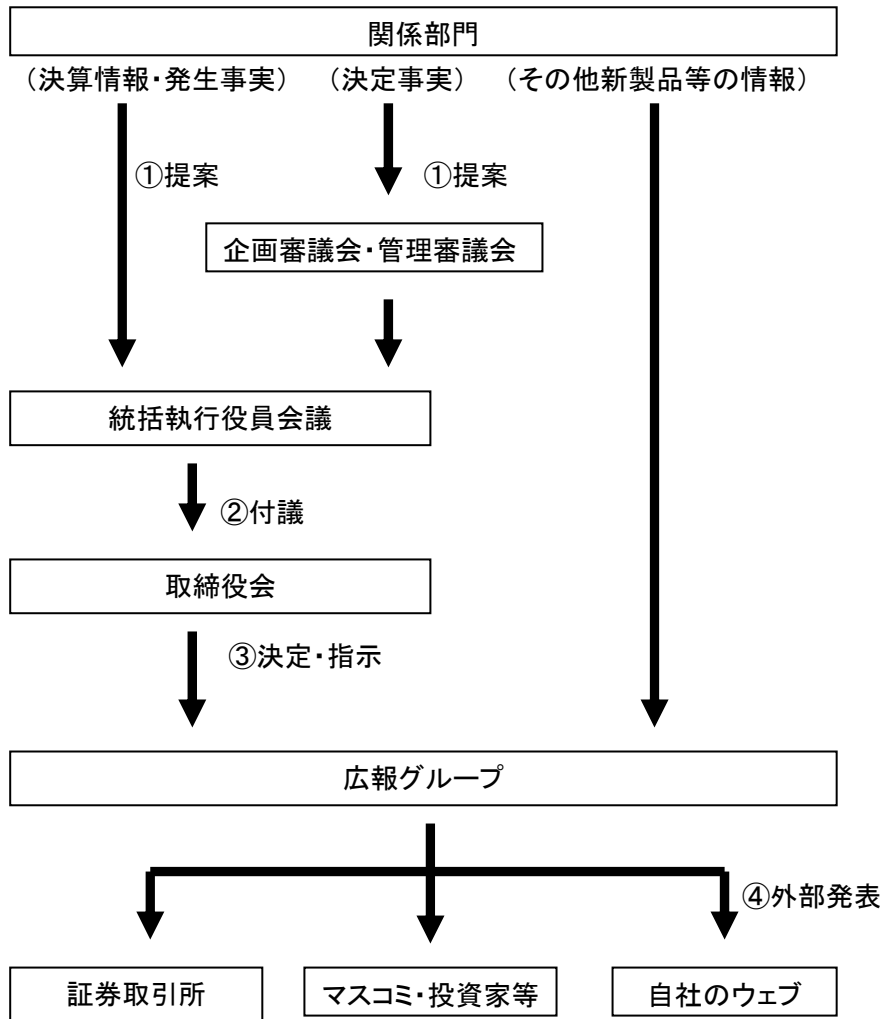 関係部門
（決算情報・発生事実） （決定事実） （その他新製品等の情報）
①提案 ①提案
企画審議会・管理審議会
統括執行役員会議
②付議
取締役会
③決定・指示
広報グループ
④外部発表
証券取引所 マスコミ・投資家等 自社のウェブ